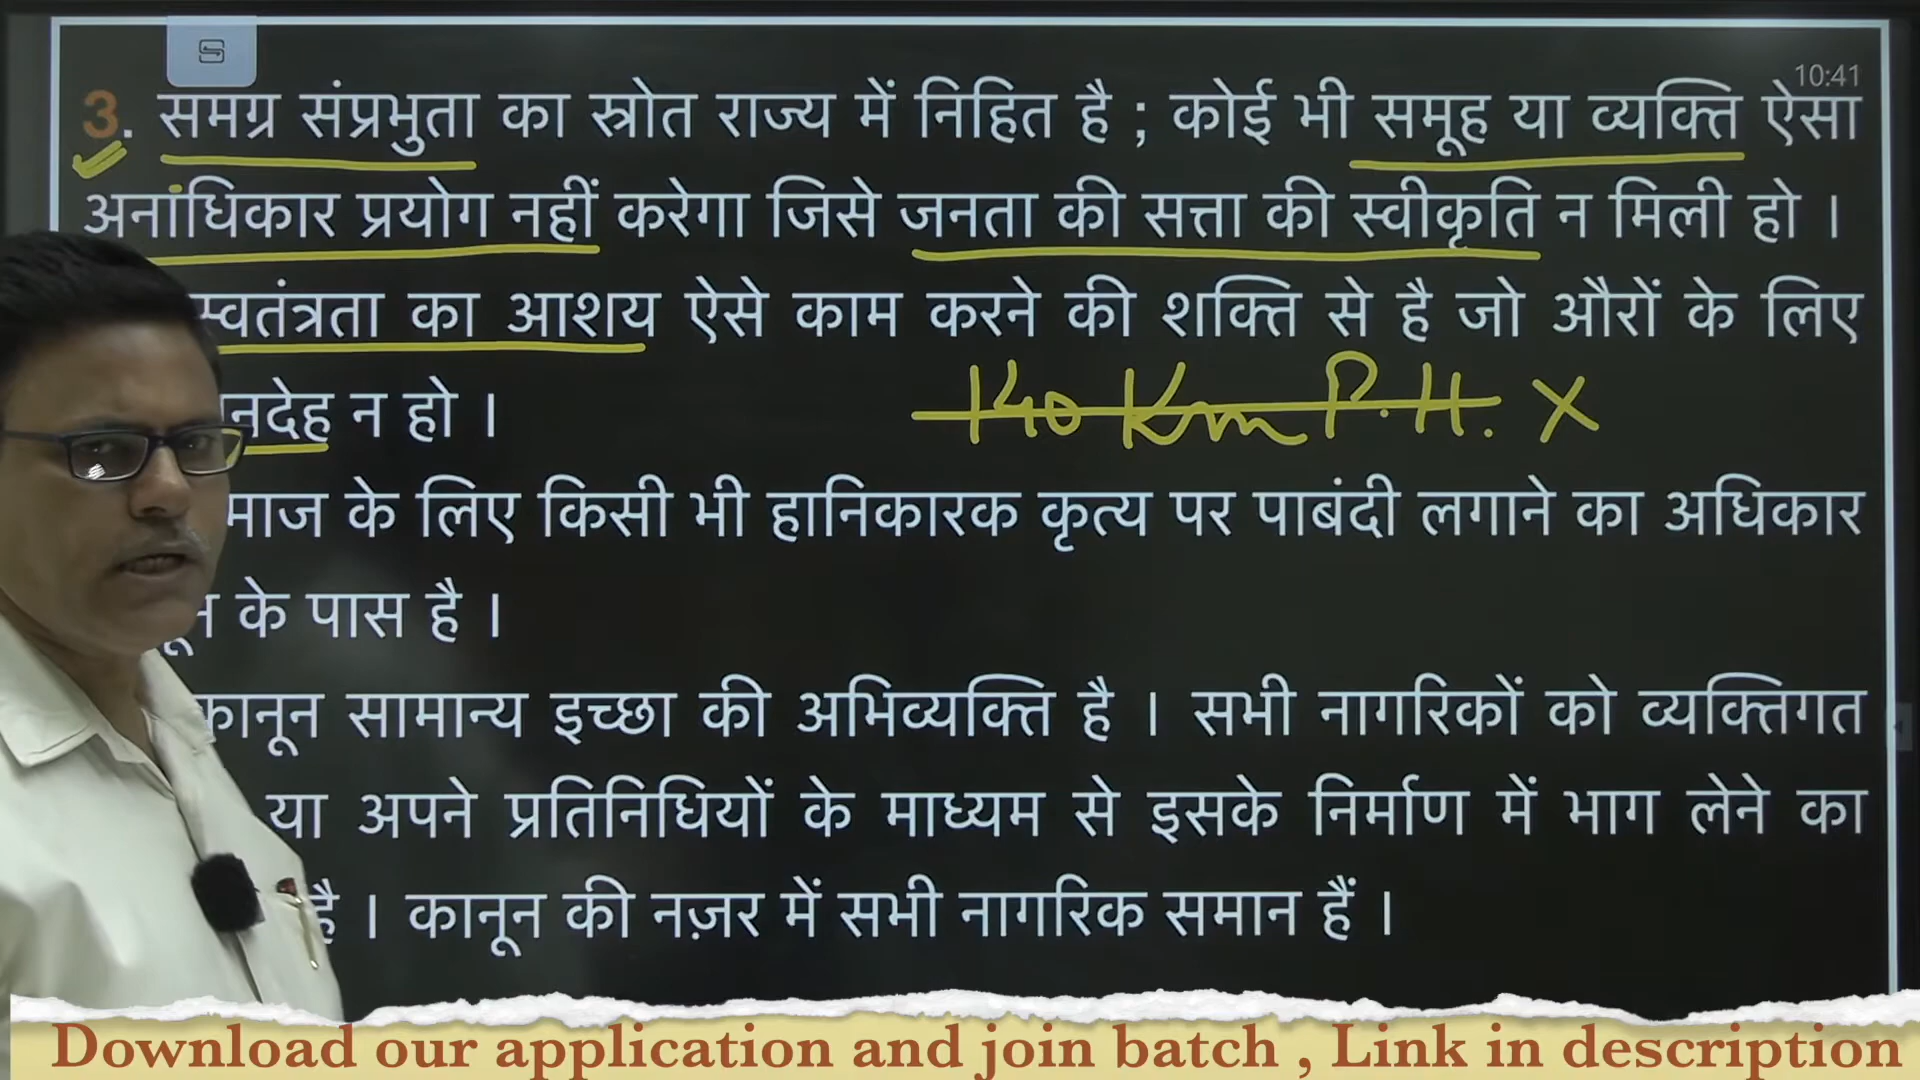 10:41
3. समग्र संप्रभुता का स्रोत राज्य में निहित है ; कोई भी समूह या व्यक्ति ऐसा
अनांधिकार प्रयोग नहीं करेगा जिसे जनता की सत्ता की स्वीकृति न मिली हो ।
स्वतंत्रता का आशय ऐसे काम करने की शक्ति से है जो औरों के लिए
नदेह न हो ।
140 Km P.H. X
माज के लिए किसी भी हानिकारक कृत्य पर पाबंदी लगाने का अधिकार
न के पास है ।
कानून सामान्य इच्छा की अभिव्यक्ति है । सभी नागरिकों को व्यक्तिगत
या अपने प्रतिनिधियों के माध्यम से इसके निर्माण में भाग लेने का
है । कानून की नज़र में सभी नागरिक समान हैं ।
Download our application and join batch , Link in description